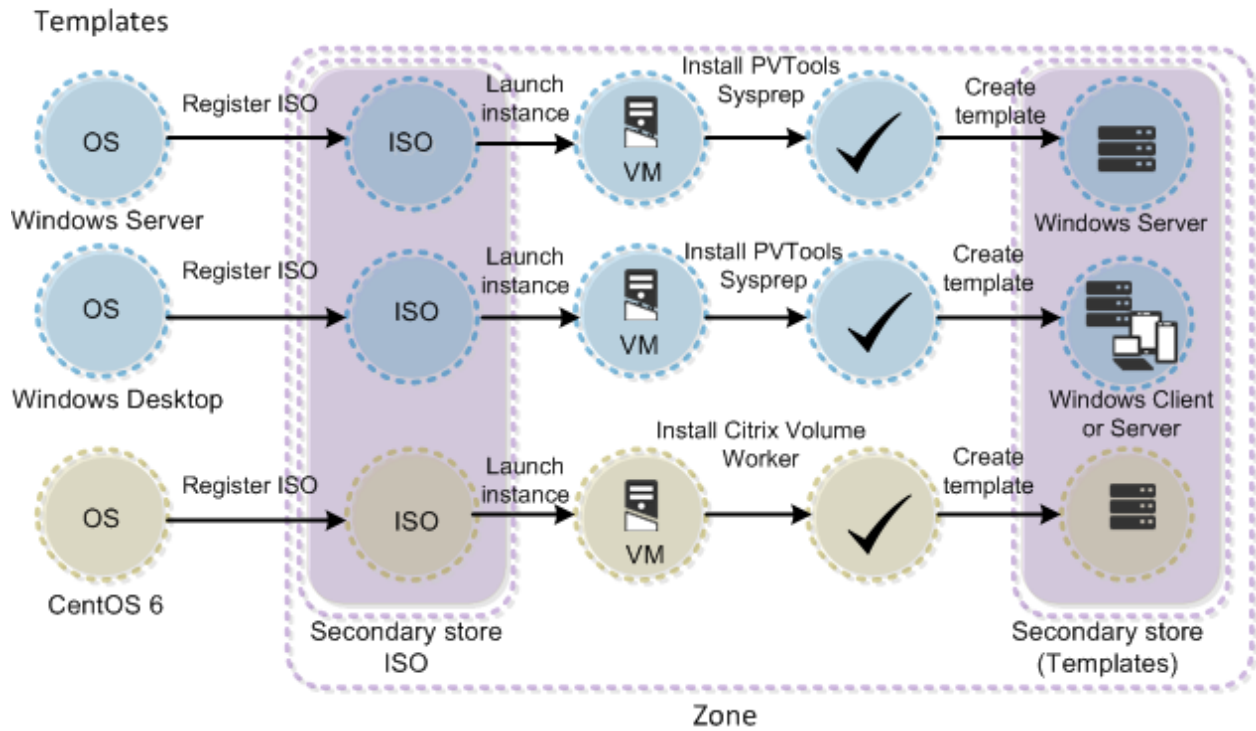 Templates
Register ISO
Launch
instance
Install PVTools
Sysprep
Create
template
OS
ISO
VM
Windows Server
Windows Server
Register ISO
Launch
instance
Install PVTools
Sysprep
Create
template
OS
ISO
VM
Windows Desktop
Windows Client
or Server
Register ISO
Launch
instance
Install Citrix Volume
Worker
Create
template
OS
ISO
VM
CentOS 6
Secondary store
ISO
Secondary store
(Templates)
Zone